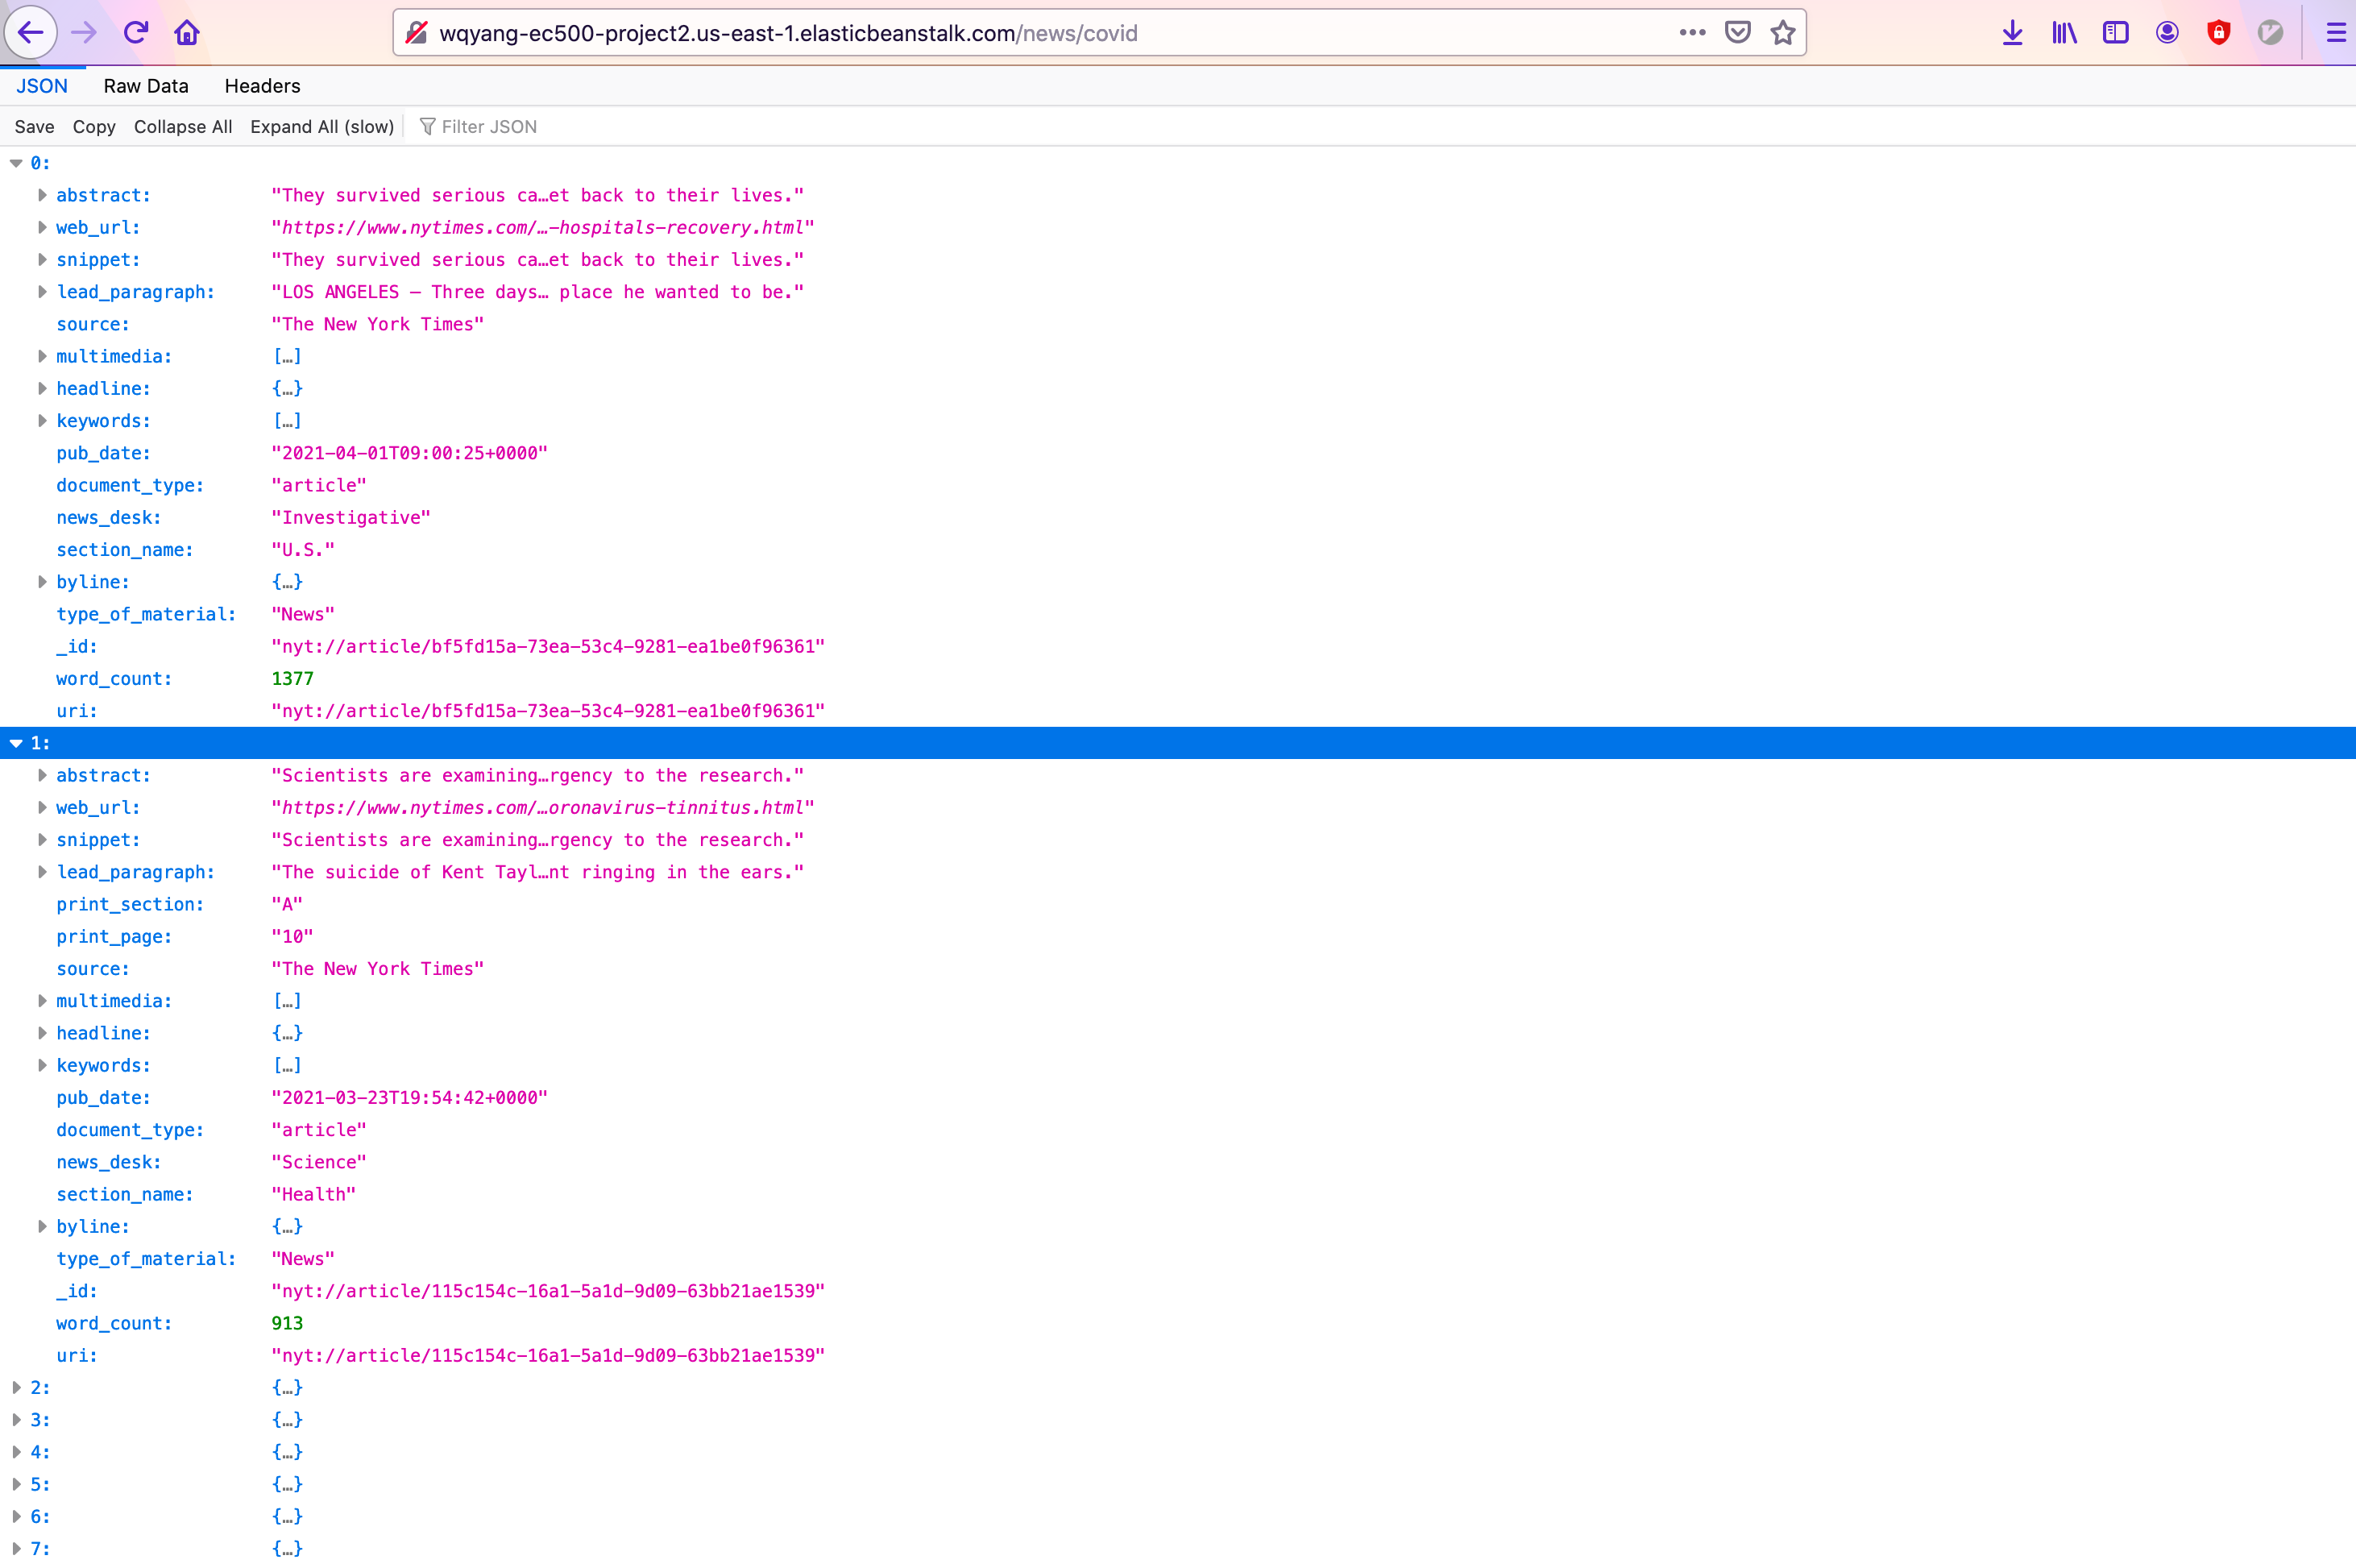 wqyang-ec500-project2.us-east-1.elasticbeanstalk.com/news/covid
JSON Raw Data Headers
Save Copy Collapse All Expand All (slow) Filter JSON
0:
abstract: "They survived serious ca…et back to their lives."
web_url: "https://www.nytimes.com/…-hospitals-recovery.html"
snippet: "They survived serious ca…et back to their lives."
lead_paragraph: "LOS ANGELES — Three days… place he wanted to be."
source: "The New York Times"
multimedia: […]
headline: {…}
keywords: […]
pub_date: "2021-04-01T09:00:25+0000"
document_type: "article"
news_desk: "Investigative"
section_name: "U.S."
byline: {…}
type_of_material: "News"
_id: "nyt://article/bf5fd15a-73ea-53c4-9281-ea1be0f96361"
word_count: 1377
uri: "nyt://article/bf5fd15a-73ea-53c4-9281-ea1be0f96361"
1:
abstract: "Scientists are examining…rgency to the research."
web_url: "https://www.nytimes.com/…oronavirus-tinnitus.html"
snippet: "Scientists are examining…rgency to the research."
lead_paragraph: "The suicide of Kent Tayl…nt ringing in the ears."
print_section: "A"
print_page: "10"
source: "The New York Times"
multimedia: […]
headline: {…}
keywords: […]
pub_date: "2021-03-23T19:54:42+0000"
document_type: "article"
news_desk: "Science"
section_name: "Health"
byline: {…}
type_of_material: "News"
_id: "nyt://article/115c154c-16a1-5a1d-9d09-63bb21ae1539"
word_count: 913
uri: "nyt://article/115c154c-16a1-5a1d-9d09-63bb21ae1539"
2: {…}
3: {…}
4: {…}
5: {…}
6: {…}
7: {…}